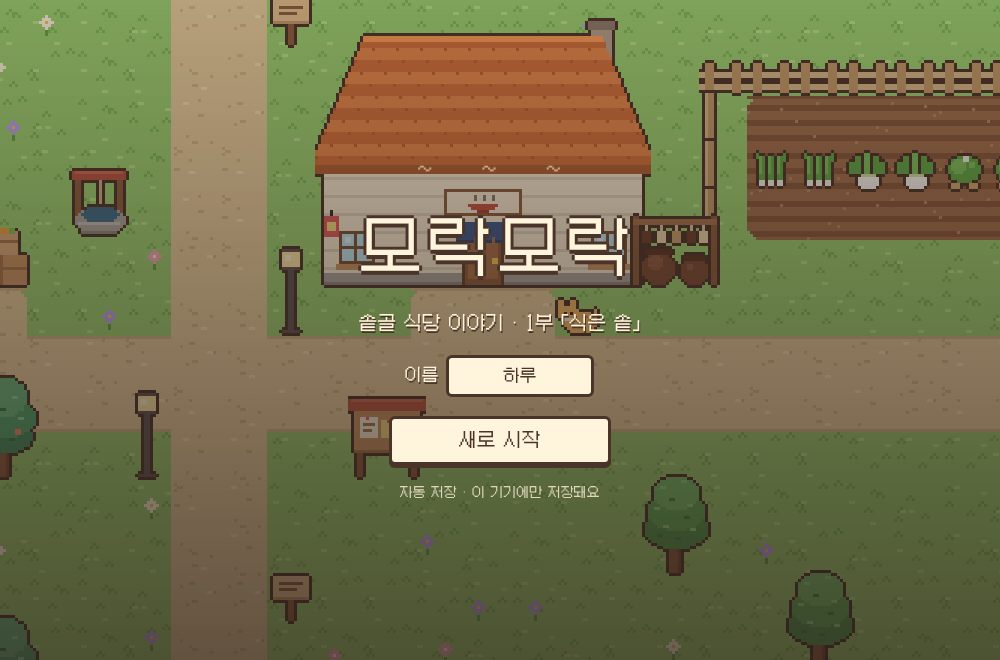 모락모락
솥골 식당 이야기 · 1부 「식은 솥」
이름 하루
새로 시작
자동 저장 · 이 기기에만 저장돼요